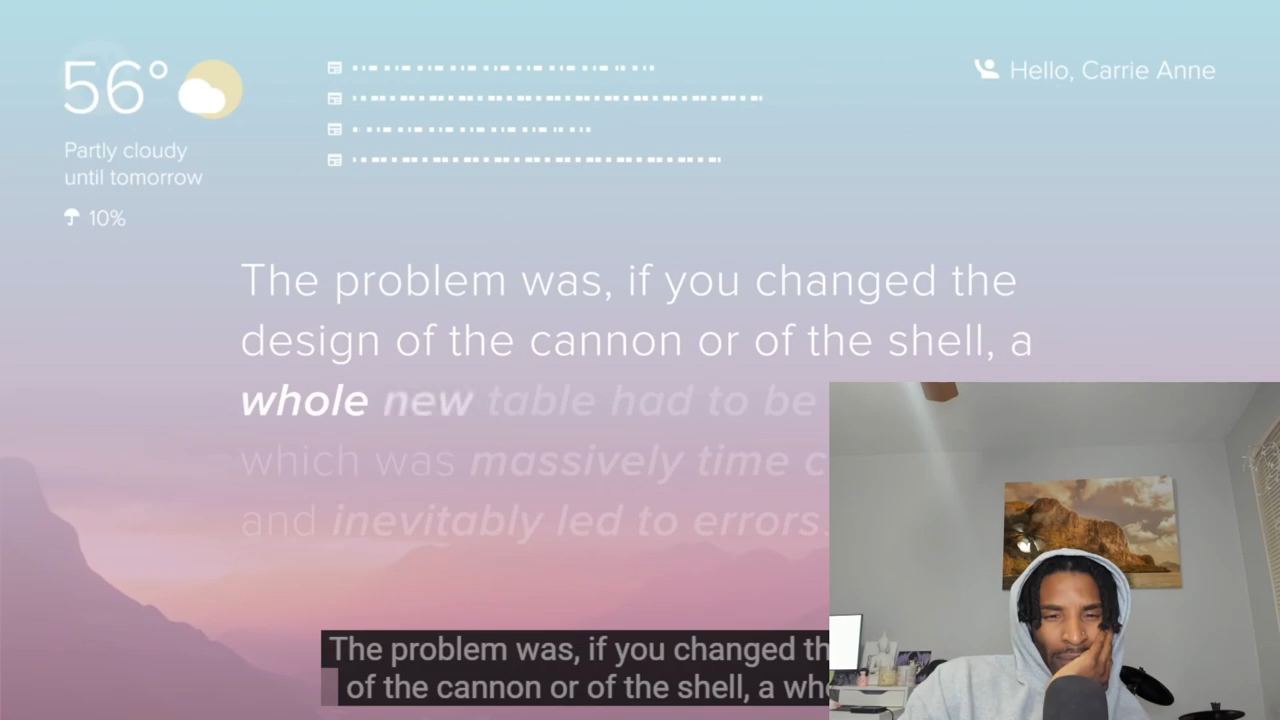 56°
Partly cloudy
until tomorrow
10%
Hello, Carrie Anne
The problem was, if you changed the
design of the cannon or of the shell, a
whole new table had to be
which was massively time c
and inevitably led to errors.
The problem was, if you changed th
of the cannon or of the shell, a who